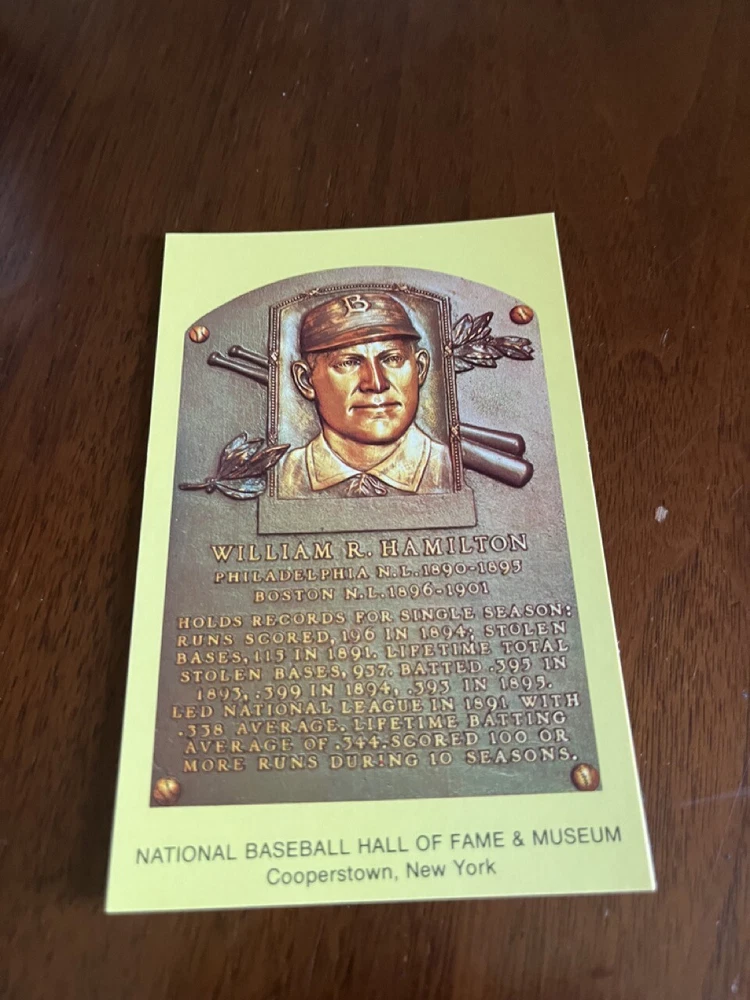 B
WILLIAM R. HAMILTON
PHILADELPHIA N.L. 1890-1895
BOSTON N.L. 1896-1901
HOLDS RECORDS FOR SINGLE SEASON:
RUNS SCORED, 196 IN 1894; STOLEN
BASES, 115 IN 1891. LIFETIME TOTAL
STOLEN BASES, 937. BATTED .395 IN
1893, .399 IN 1894, .393 IN 1895.
LED NATIONAL LEAGUE IN 1891 WITH
.338 AVERAGE. LIFETIME BATTING
AVERAGE OF .344. SCORED 100 OR
MORE RUNS DURING 10 SEASONS.
NATIONAL BASEBALL HALL OF FAME & MUSEUM
Cooperstown, New York